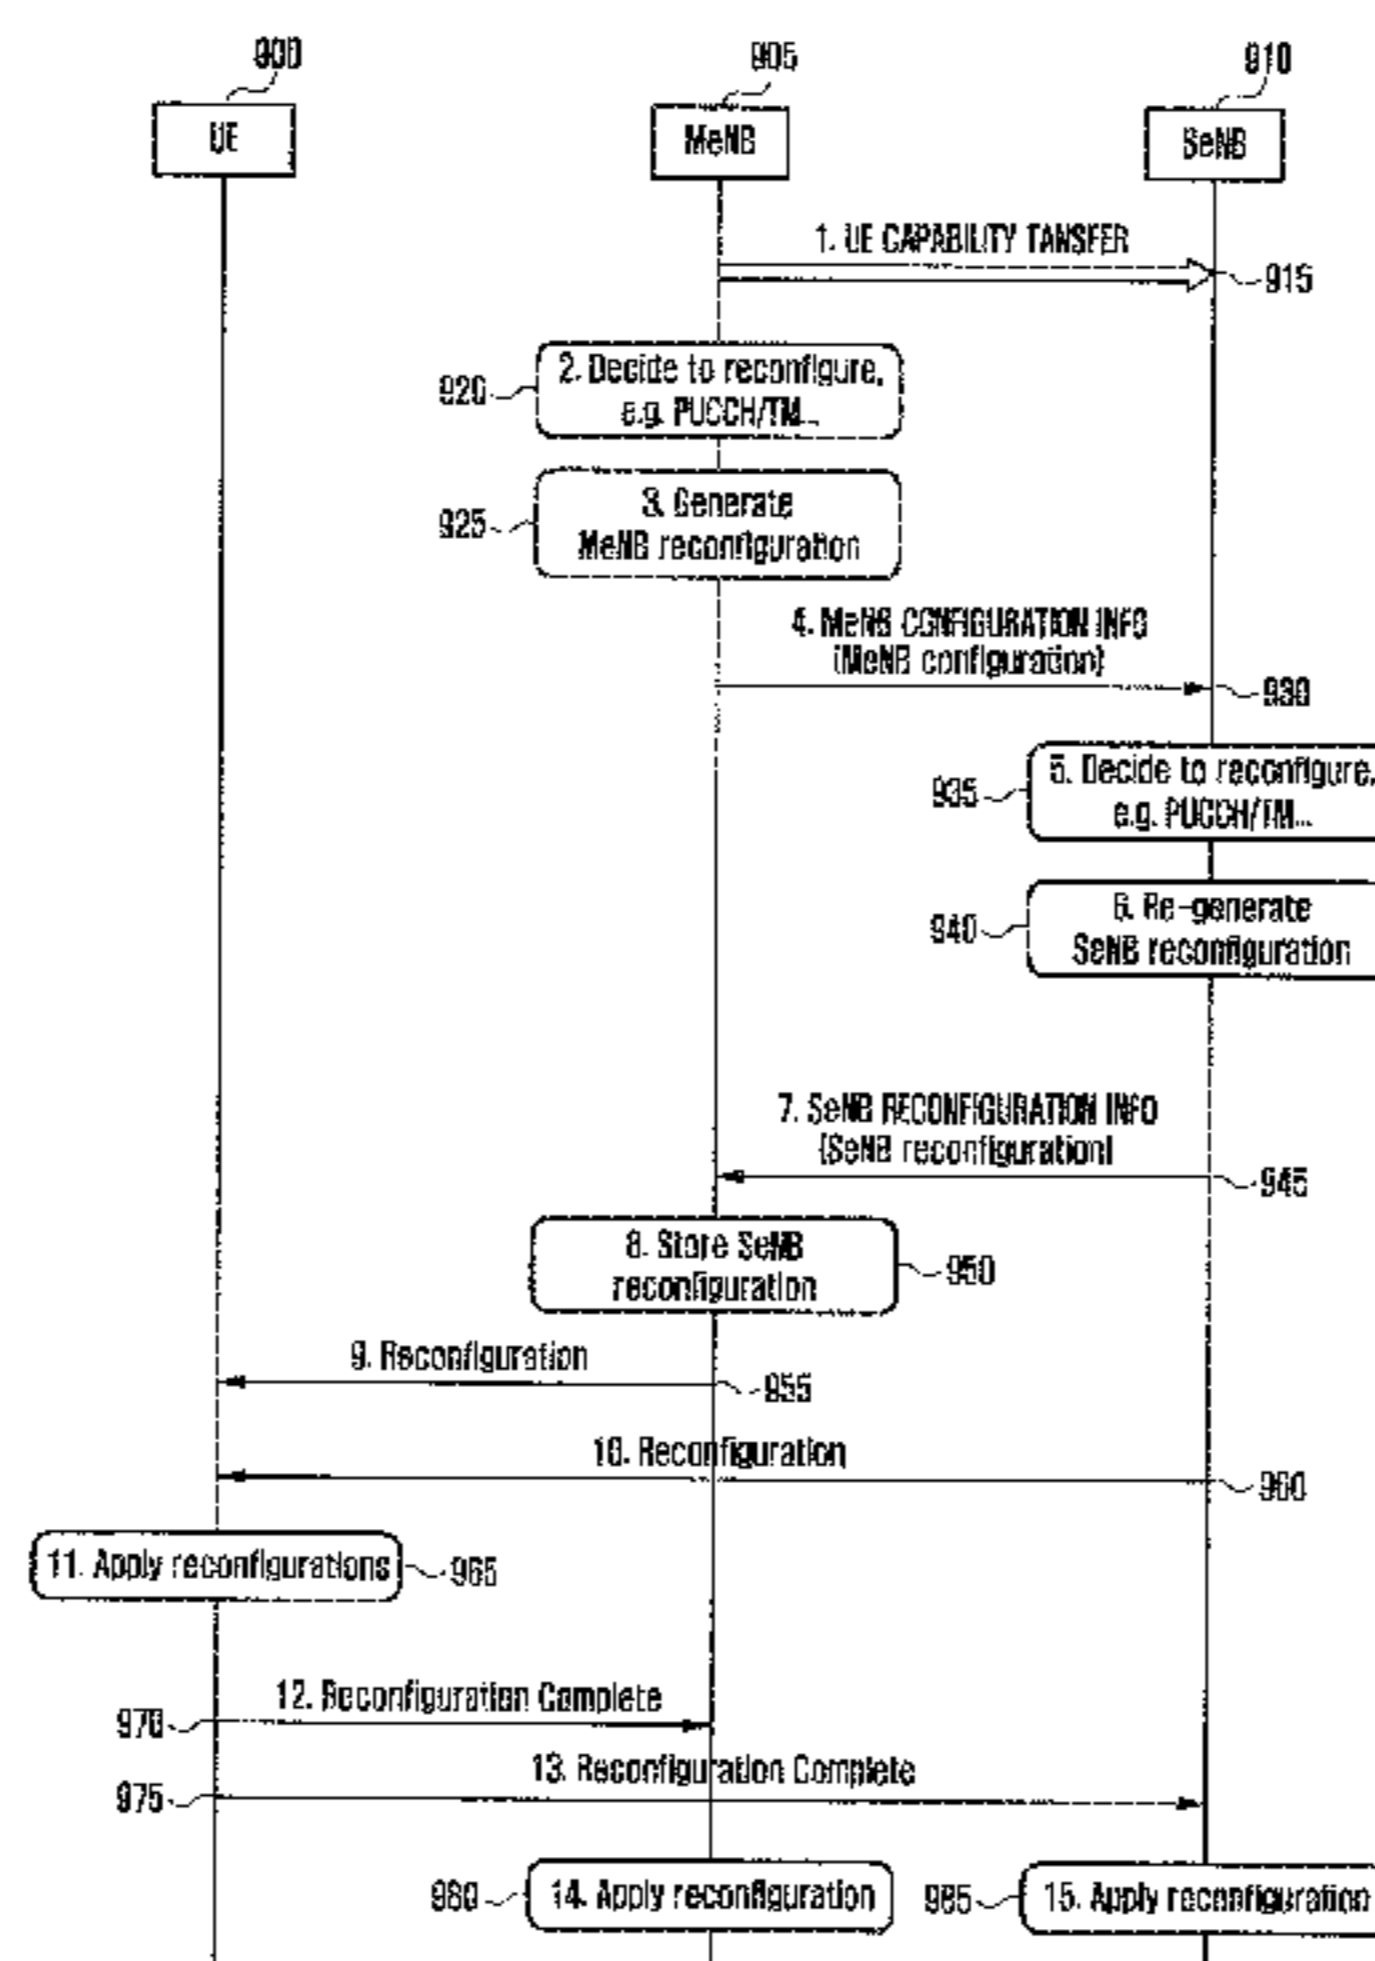 900
905
910
UE
MeNB
SeNB
1. UE CAPABILITY TANSFER
915
2. Decide to reconfigure,
e.g. PUCCH/TM...
920
3. Generate
MeNB reconfiguration
925
4. MeNB CONFIGURATION INFO
(MeNB configuration)
930
5. Decide to reconfigure,
e.g. PUCCH/TM...
935
6. Re-generate
SeNB reconfiguration
940
7. SeNB RECONFIGURATION INFO
(SeNB reconfiguration)
945
8. Store SeNB
reconfiguration
950
9. Reconfiguration
955
10. Reconfiguration
960
11. Apply reconfigurations
965
12. Reconfiguration Complete
970
13. Reconfiguration Complete
975
980
14. Apply reconfiguration
985
15. Apply reconfiguration